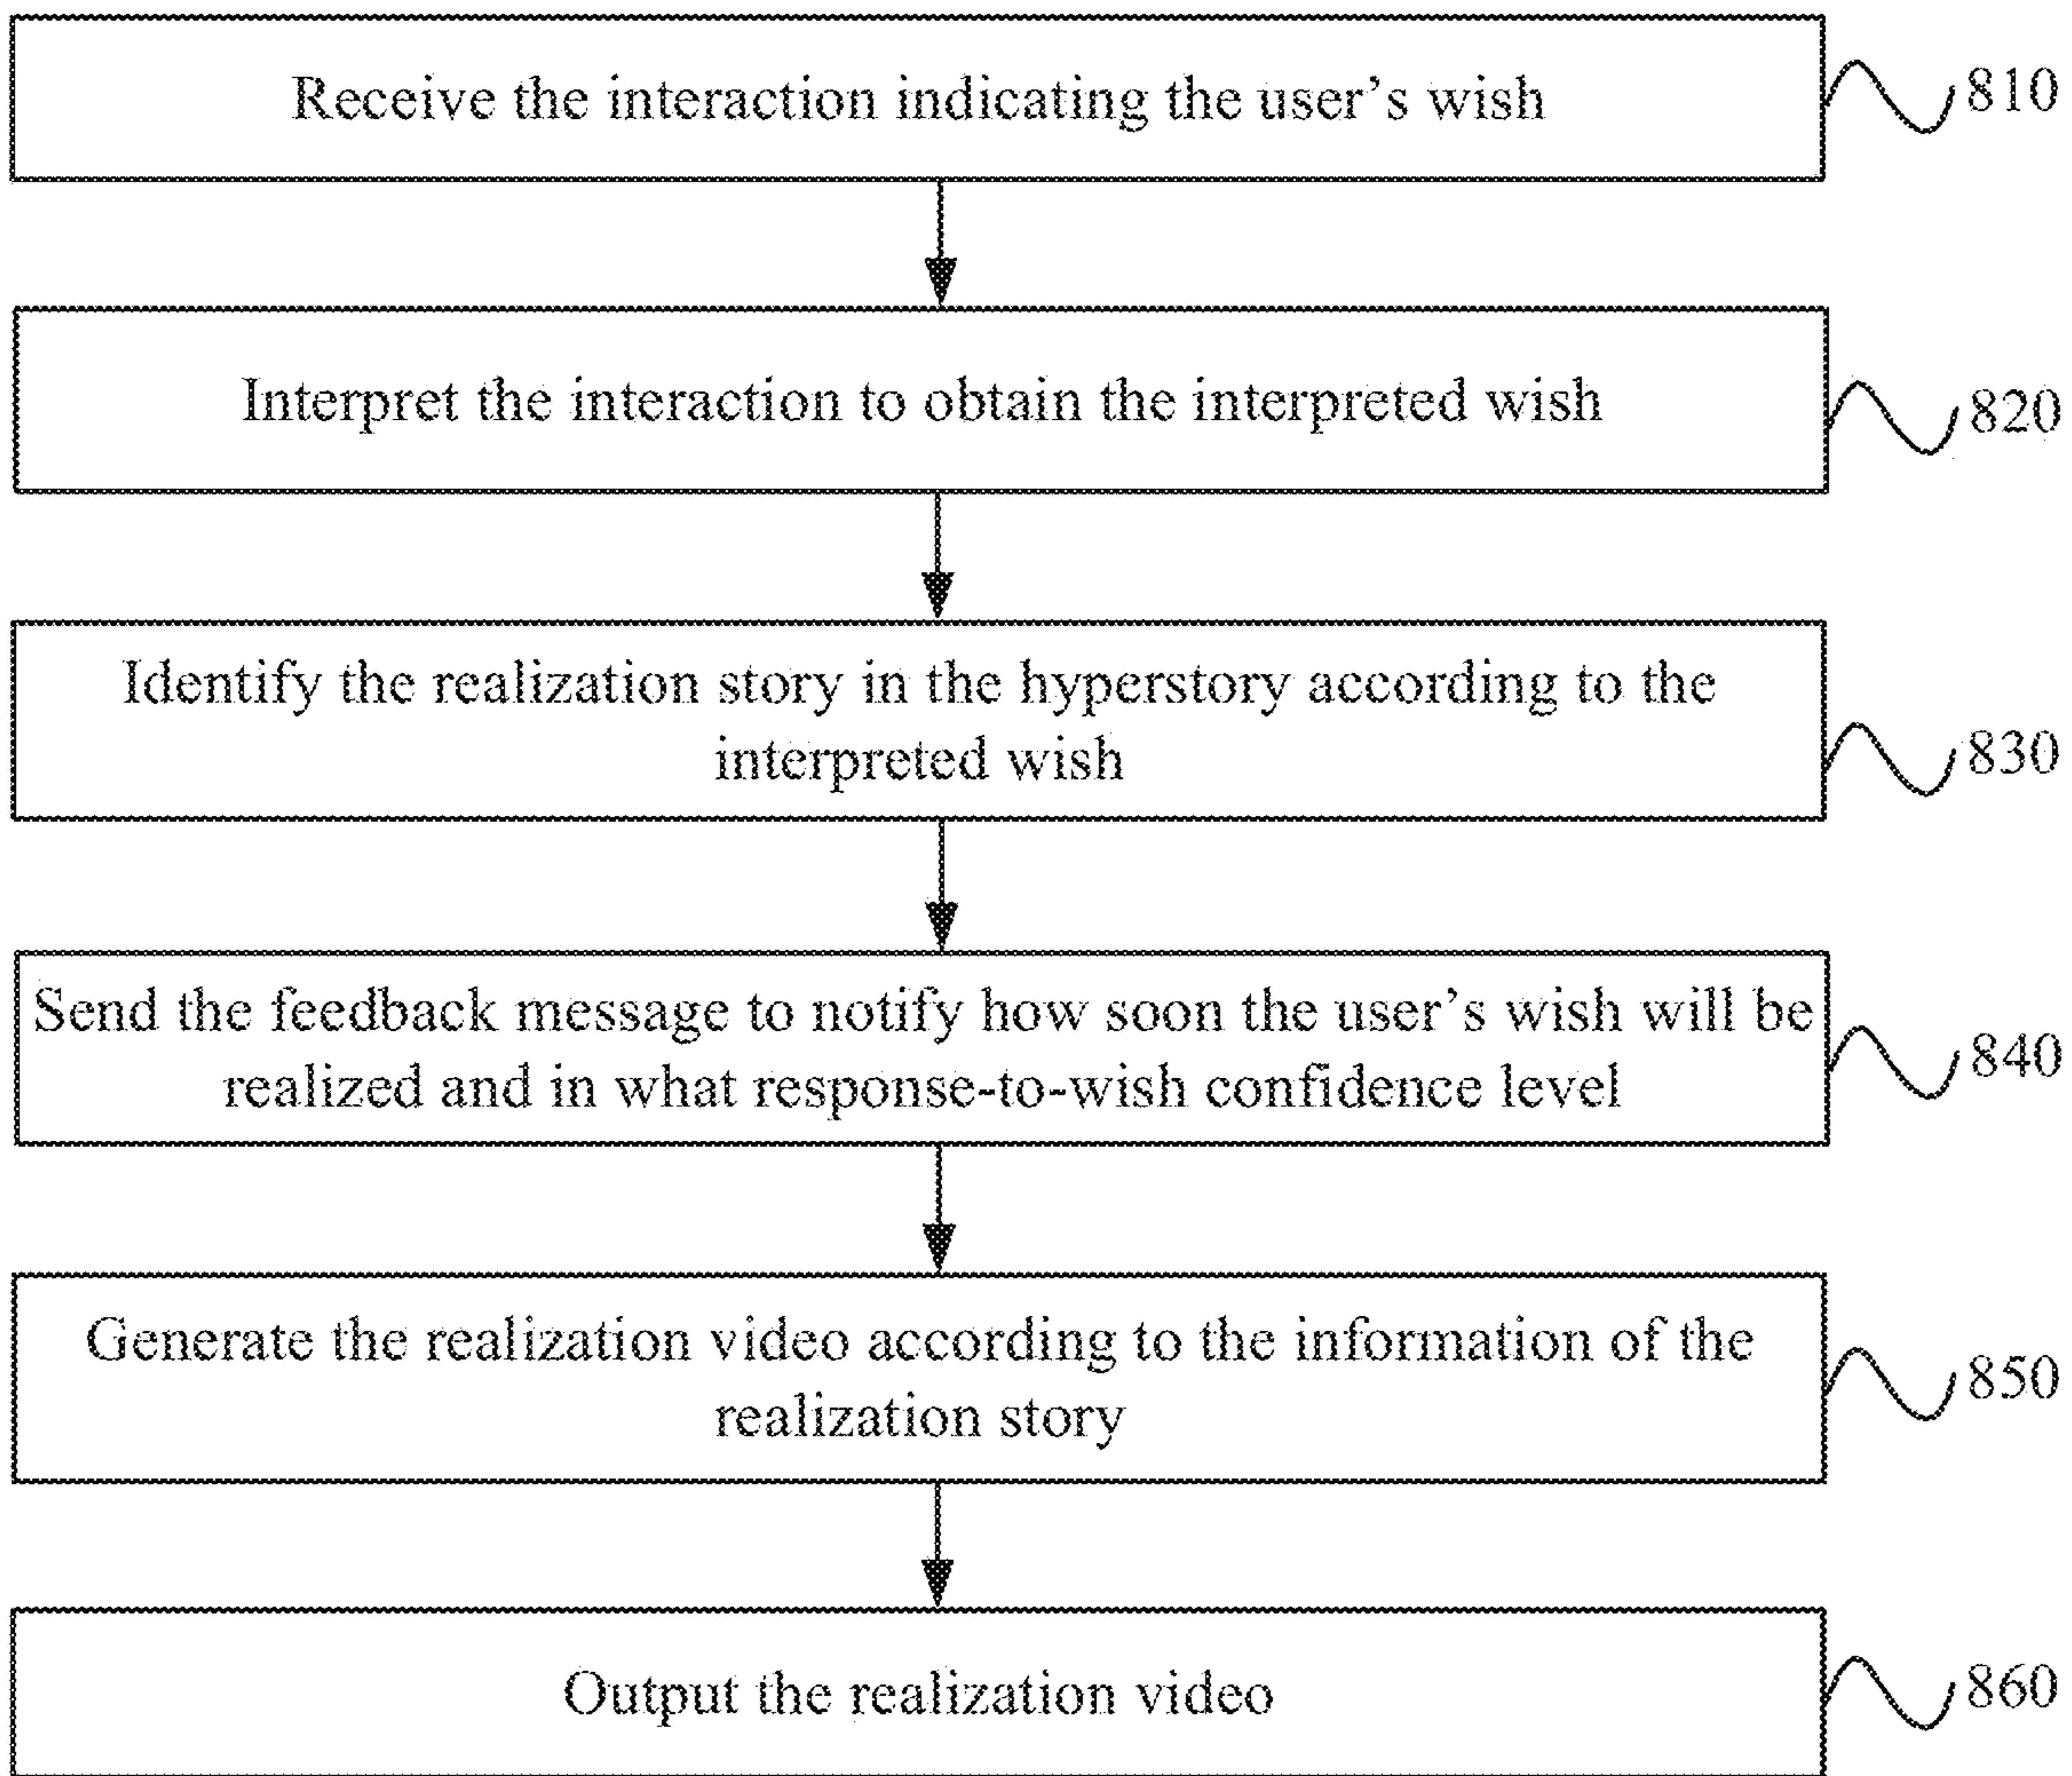 Receive the interaction indicating the user's wish
810
Interpret the interaction to obtain the interpreted wish
820
Identify the realization story in the hyperstory according to the
interpreted wish
830
Send the feedback message to notify how soon the user's wish will be
realized and in what response-to-wish confidence level
840
Generate the realization video according to the information of the
realization story
850
Output the realization video
860